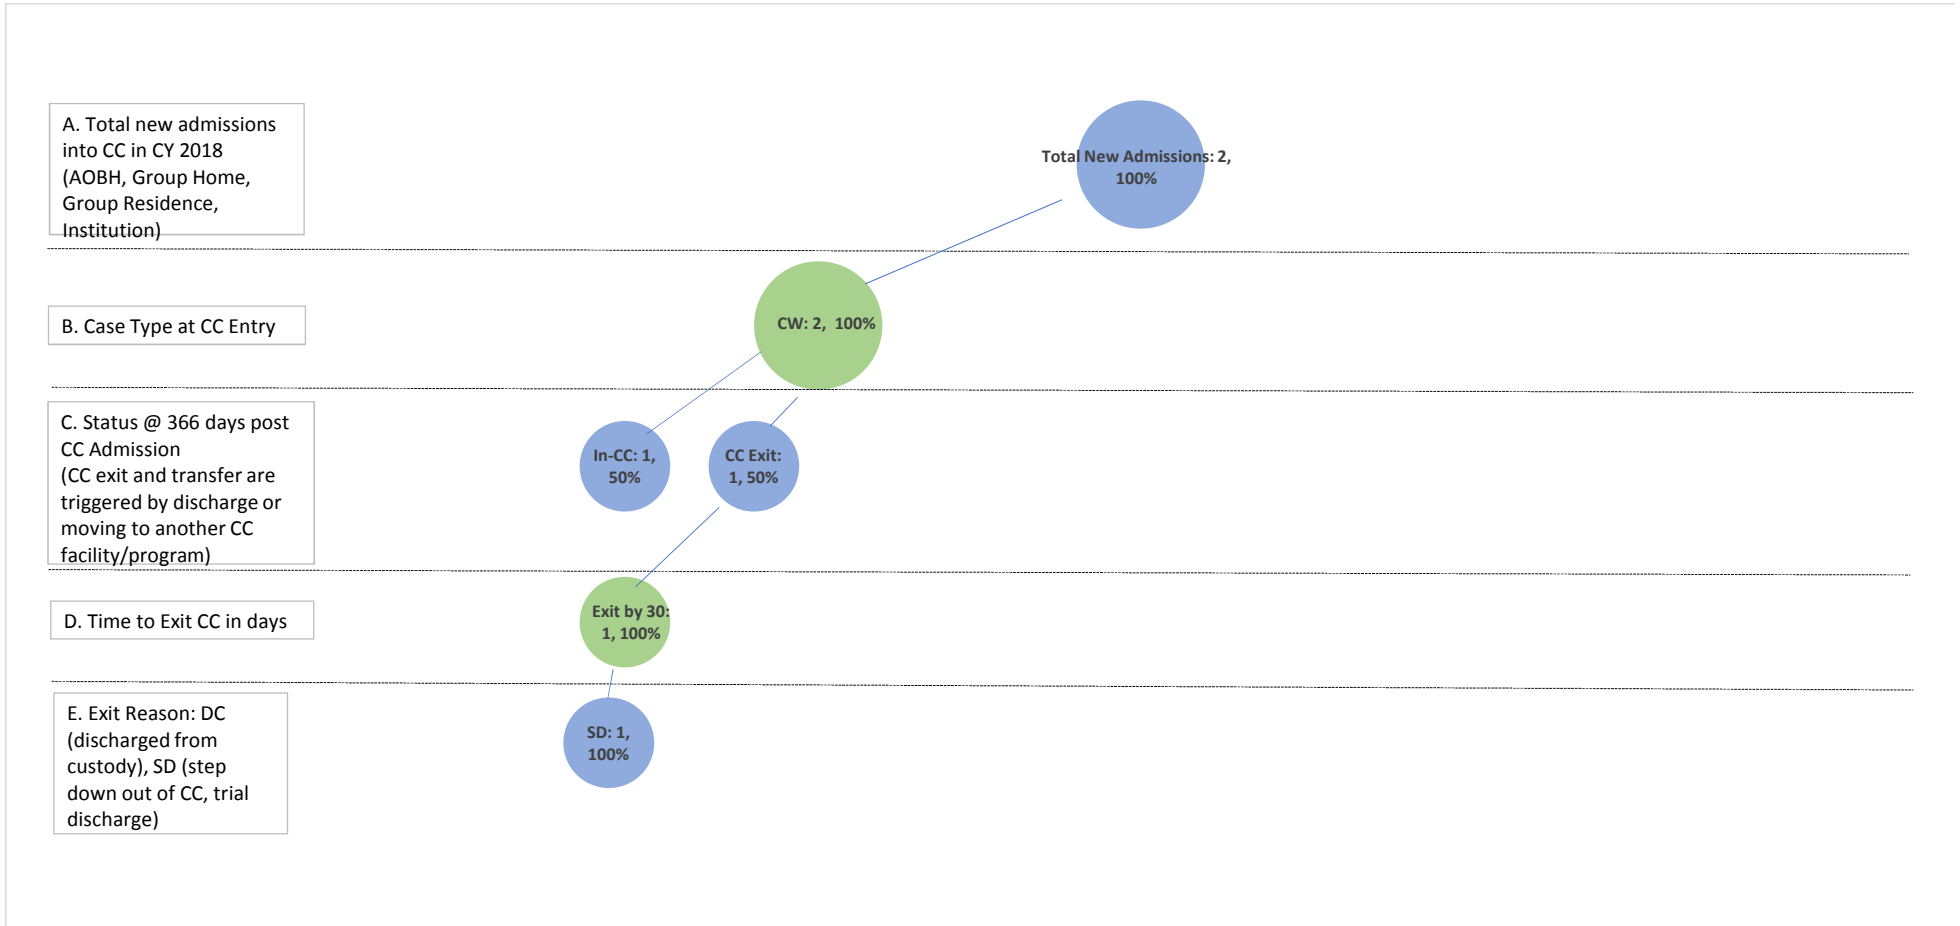 A. Total new admissions
into CC in CY 2018
(AOBH, Group Home,
Group Residence,
Institution)
Total New Admissions: 2,
100%
B. Case Type at CC Entry
CW: 2,  100%
C. Status @ 366 days post
CC Admission
(CC exit and transfer are
triggered by discharge or
moving to another CC
facility/program)
In-CC: 1,
50%
CC Exit:
1, 50%
D. Time to Exit CC in days
Exit by 30:
1, 100%
E. Exit Reason: DC
(discharged from
custody), SD (step
down out of CC, trial
discharge)
SD: 1,
100%